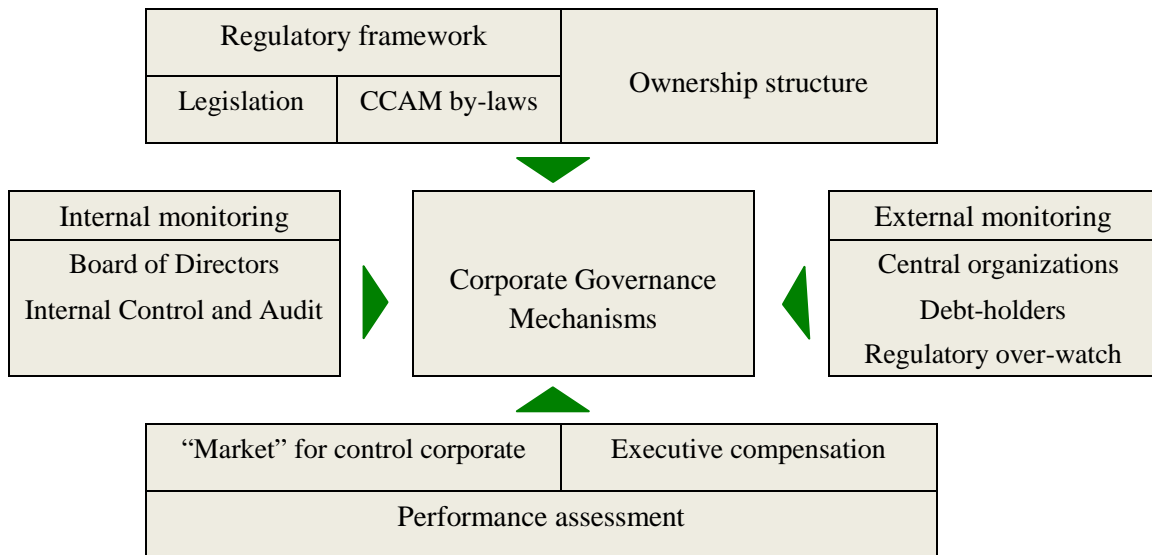 Regulatory framework
Ownership structure
Legislation
CCAM by-laws
Internal monitoring
Board of Directors
Internal Control and Audit
Corporate Governance
Mechanisms
External monitoring
Central organizations
Debt-holders
Regulatory over-watch
“Market” for control corporate
Executive compensation
Performance assessment